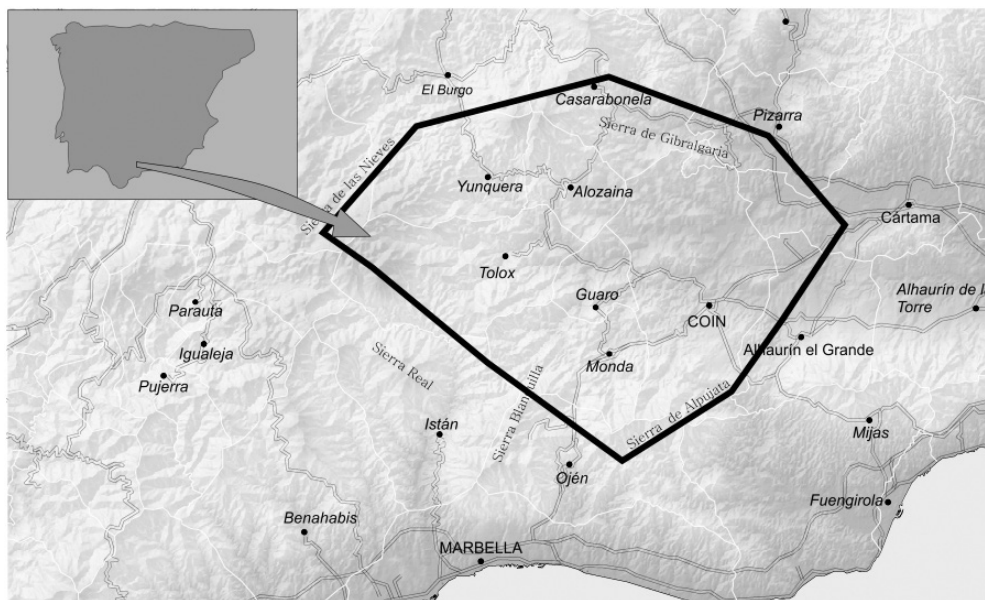 El Burgo
Casarabonela
Pizarra
Sierra de Gibralgaria
Sierra de las Nieves
Yunquera
Alozaina
Cártama
Tolox
Guaro
COIN
Alhaurín de l
Torre
Parauta
Igualeja
Pujerra
Sierra Real
Monda
Alhaurín el Grande
Sierra Blanquilla
Sierra de Alpujata
Istán
Mijas
Ojén
Fuengirola
Benahabis
MARBELLA